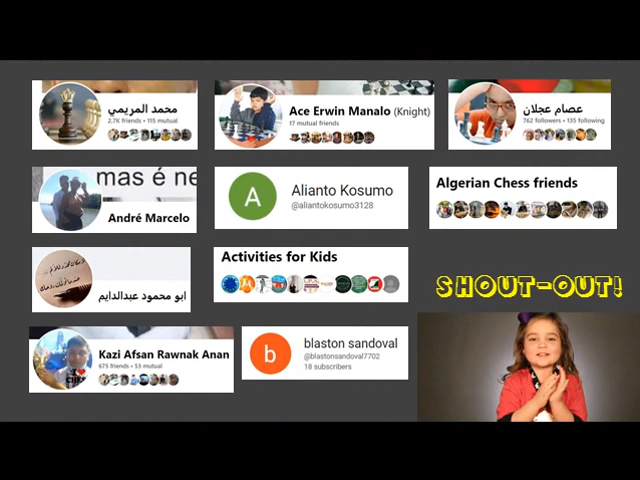 محمد المريمي
2.7K friends • 115 mutual
Ace Erwin Manalo (Knight)
17 mutual friends
عصام عجلان
762 followers • 135 following
mas é ne
André Marcelo
A
Alianto Kosumo
@aliantokosumo3128
Algerian Chess friends
ابو محمود عبدالدايم
Activities for Kids
SHOUT-OUT!
Kazi Afsan Rawnak Anan
675 friends • 53 mutual
b
blaston sandoval
@blastonsandoval7702
18 subscribers